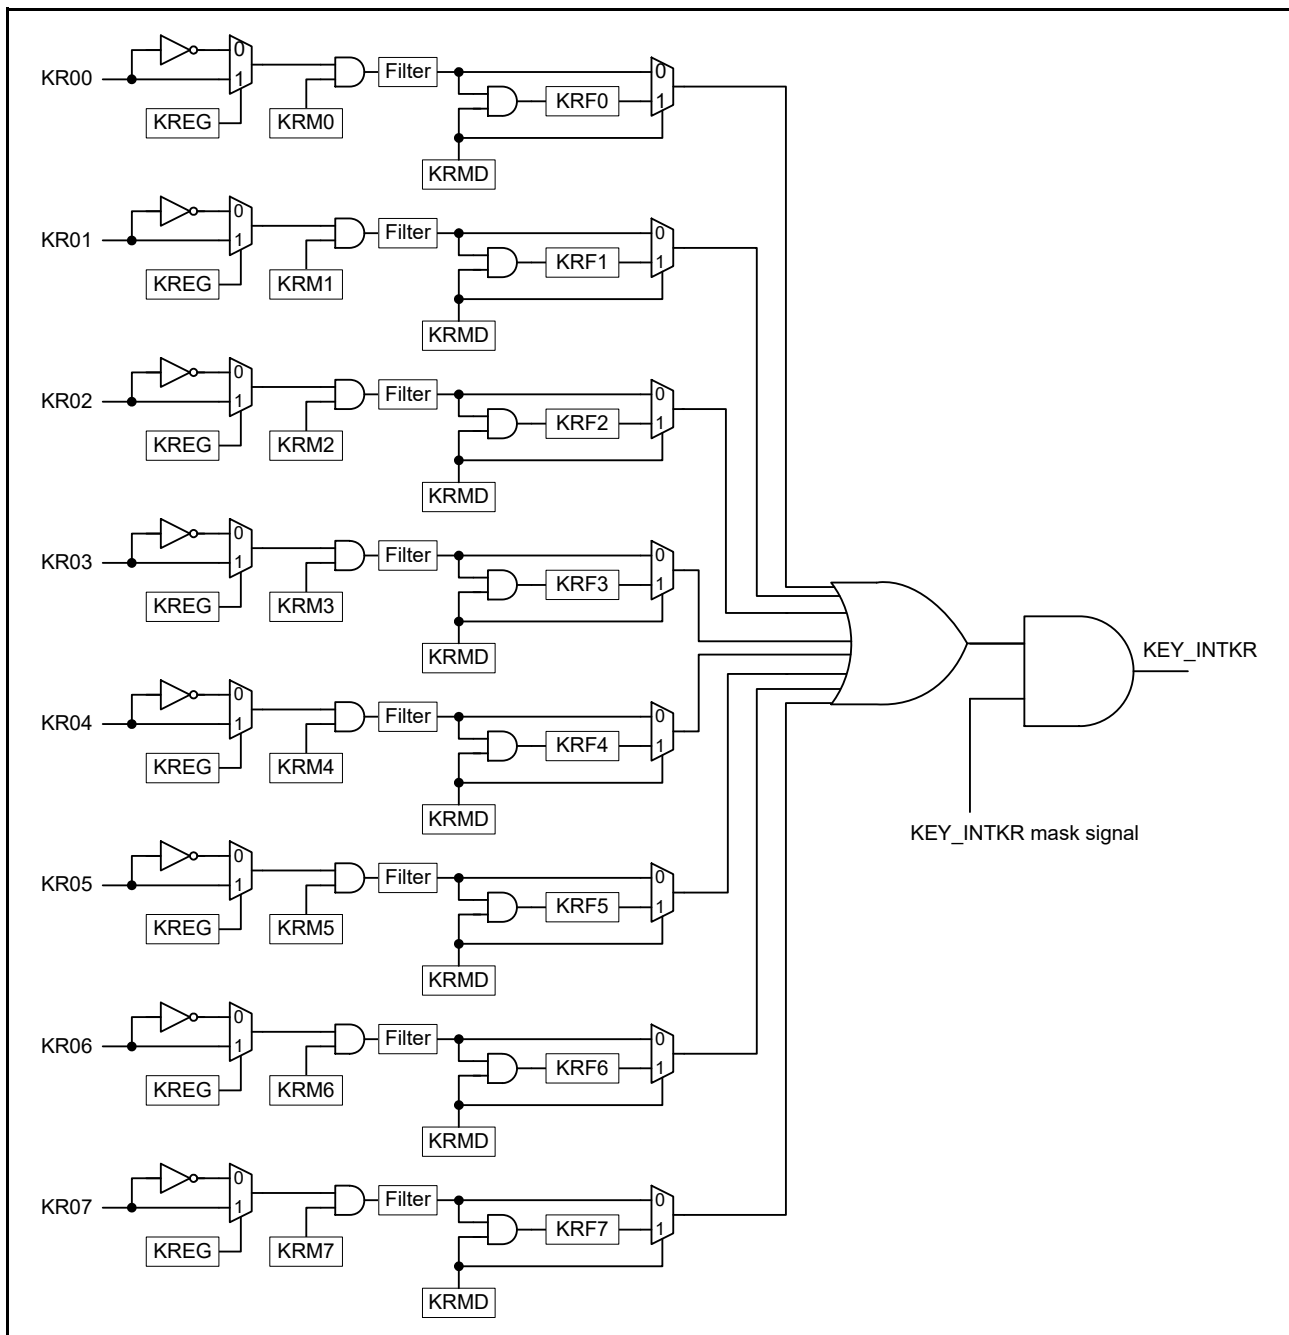 0
KR00 1 Filter 0
KREG KRM0 KRF0 1
KRMD
0
KR01 1 Filter 0
KREG KRM1 KRF1 1
KRMD
0
KR02 1 Filter 0
KREG KRM2 KRF2 1
KRMD
0
KR03 1 Filter 0
KREG KRM3 KRF3 1
KRMD
KEY_INTKR
0
KR04 1 Filter 0
KREG KRM4 KRF4 1
KRMD
KEY_INTKR mask signal
0
KR05 1 Filter 0
KREG KRM5 KRF5 1
KRMD
0
KR06 1 Filter 0
KREG KRM6 KRF6 1
KRMD
0
KR07 1 Filter 0
KREG KRM7 KRF7 1
KRMD